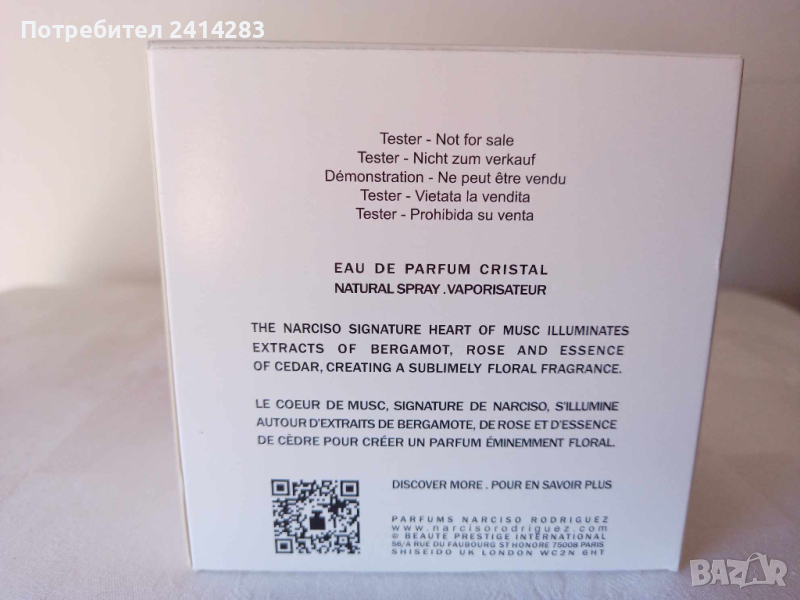 Потребител 2414283
Tester - Not for sale
Tester - Nicht zum verkauf
Démonstration - Ne peut être vendu
Tester - Vietata la vendita
Tester - Prohibida su venta
EAU DE PARFUM CRISTAL
NATURAL SPRAY . VAPORISATEUR
THE NARCISO SIGNATURE HEART OF MUSC ILLUMINATES
EXTRACTS OF BERGAMOT, ROSE AND ESSENCE
OF CEDAR, CREATING A SUBLIMELY FLORAL FRAGRANCE.
LE COEUR DE MUSC, SIGNATURE DE NARCISO, S'ILLUMINE
AUTOUR D'EXTRAITS DE BERGAMOTE, DE ROSE ET D'ESSENCE
DE CÈDRE POUR CRÉER UN PARFUM ÉMINEMMENT FLORAL.
DISCOVER MORE . POUR EN SAVOIR PLUS
PARFUMS NARCISO RODRIGUEZ
www.narcisorodriguez.com
© BEAUTE PRESTIGE INTERNATIONAL
56/A RUE DU FAUBOURG ST HONORE 75008 PARIS
SHISEIDO UK LONDON WC2N 6HT
BAZAR